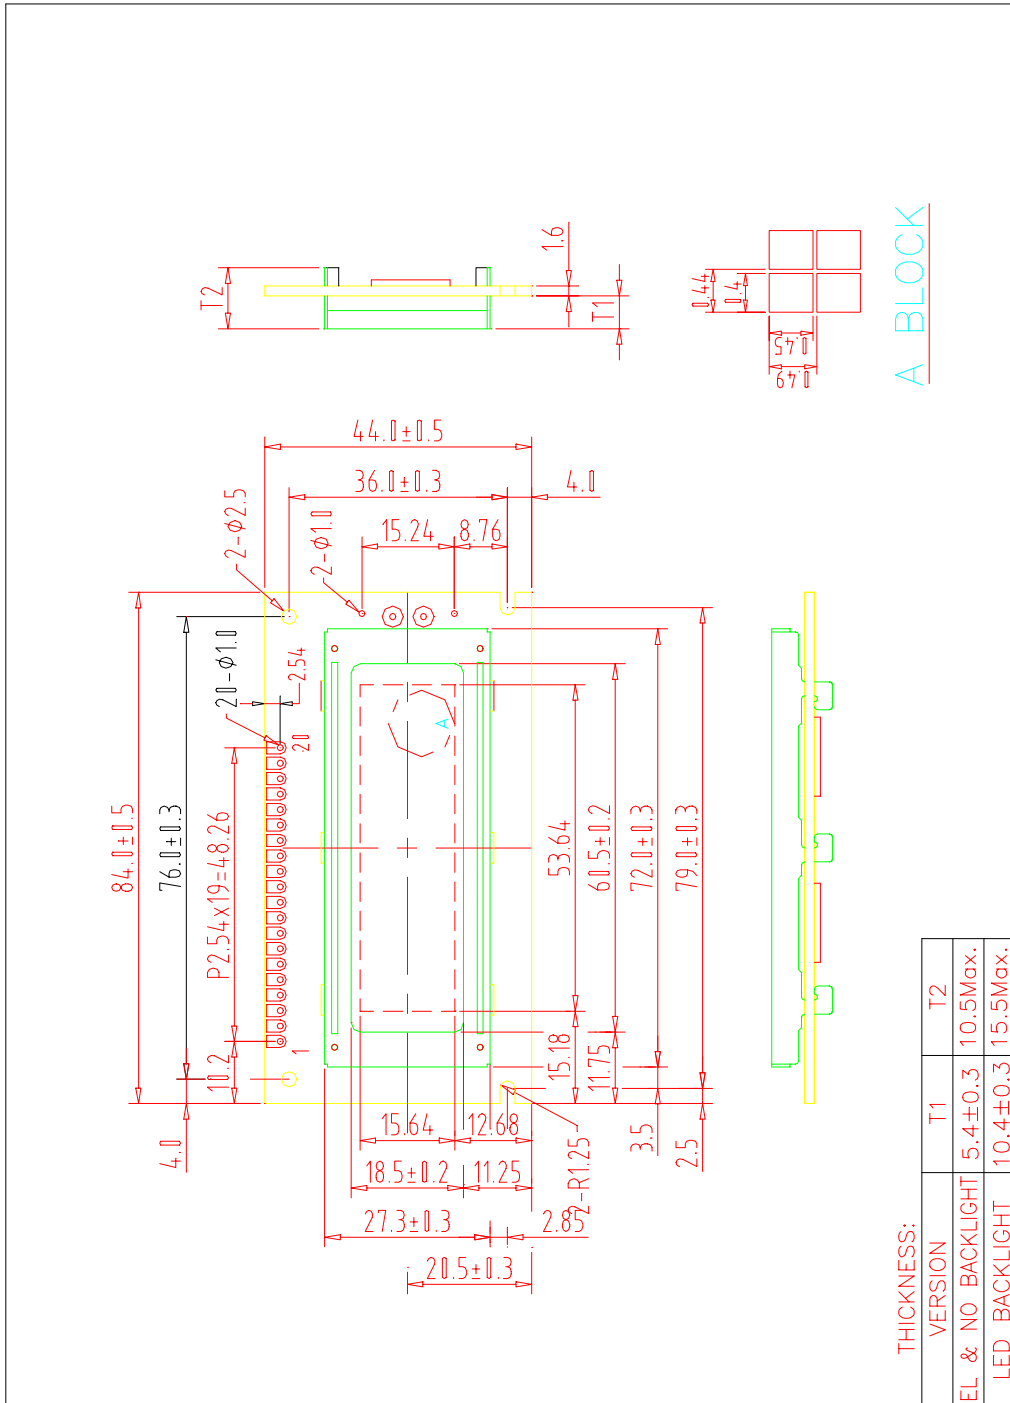 T2
1.6
T1
0.44
0.4
0.45
0.49
A BLOCK
44.0±0.5
36.0±0.3
4.0
15.24
8.76
2-ϕ2.5
2-ϕ1.0
20-ϕ1.0
2.54
20
84.0±0.5
76.0±0.3
P2.54x19=48.26
A
53.64
60.5±0.2
72.0±0.3
79.0±0.3
10.2
1
4.0
15.18
11.75
3.5
2.5
15.64
12.68
18.5±0.2
11.25
2-R1.25
27.3±0.3
2.85
20.5±0.3
THICKNESS:
VERSION T1 T2
EL & NO BACKLIGHT 5.4±0.3 10.5Max.
LED BACKLIGHT 10.4±0.3 15.5Max.